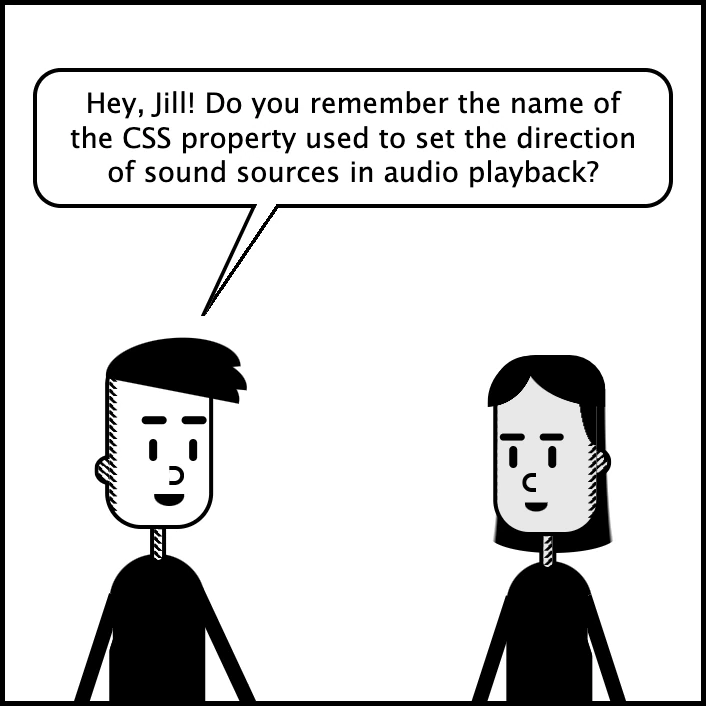 Hey, Jill! Do you remember the name of
the CSS property used to set the direction
of sound sources in audio playback?